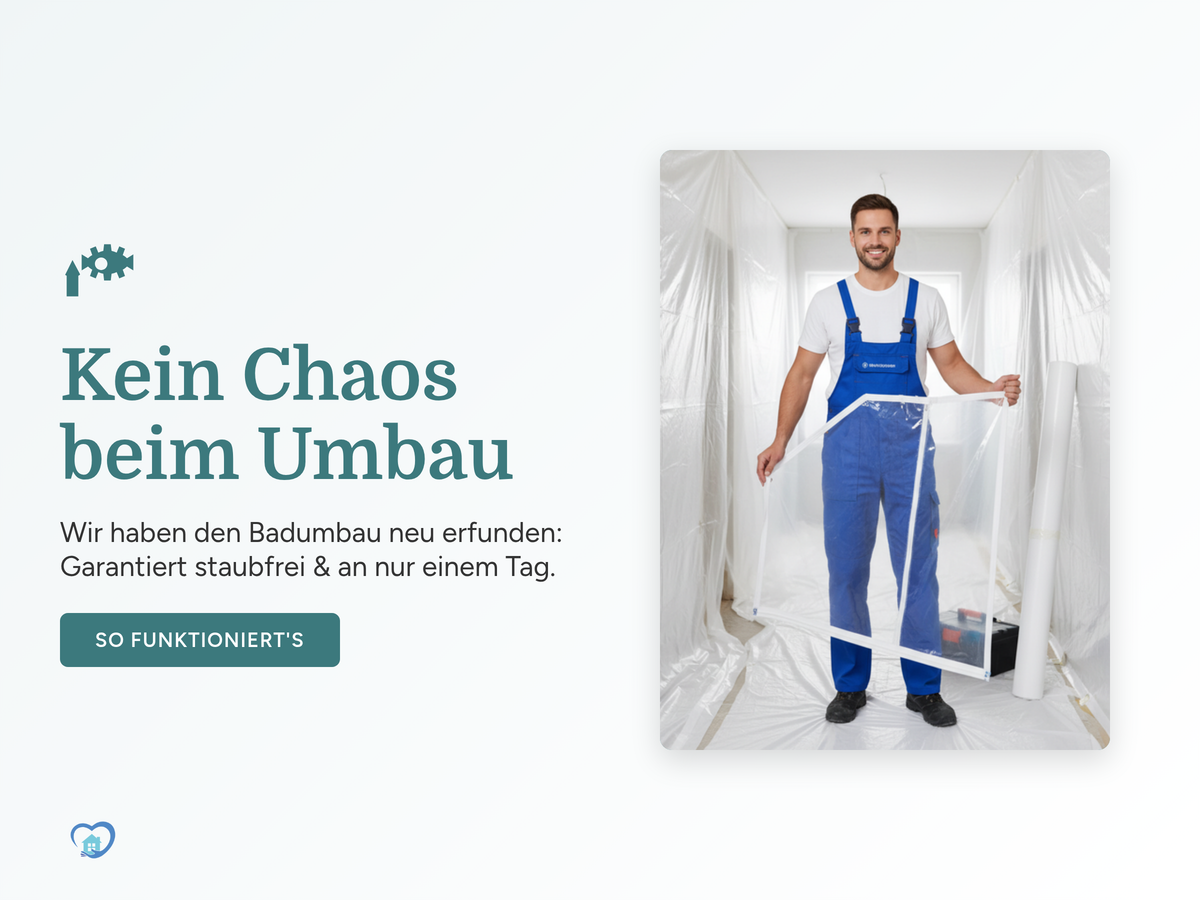 Kein Chaos
beim Umbau
Wir haben den Badumbau neu erfunden:
Garantiert staubfrei & an nur einem Tag.
SO FUNKTIONIERT'S